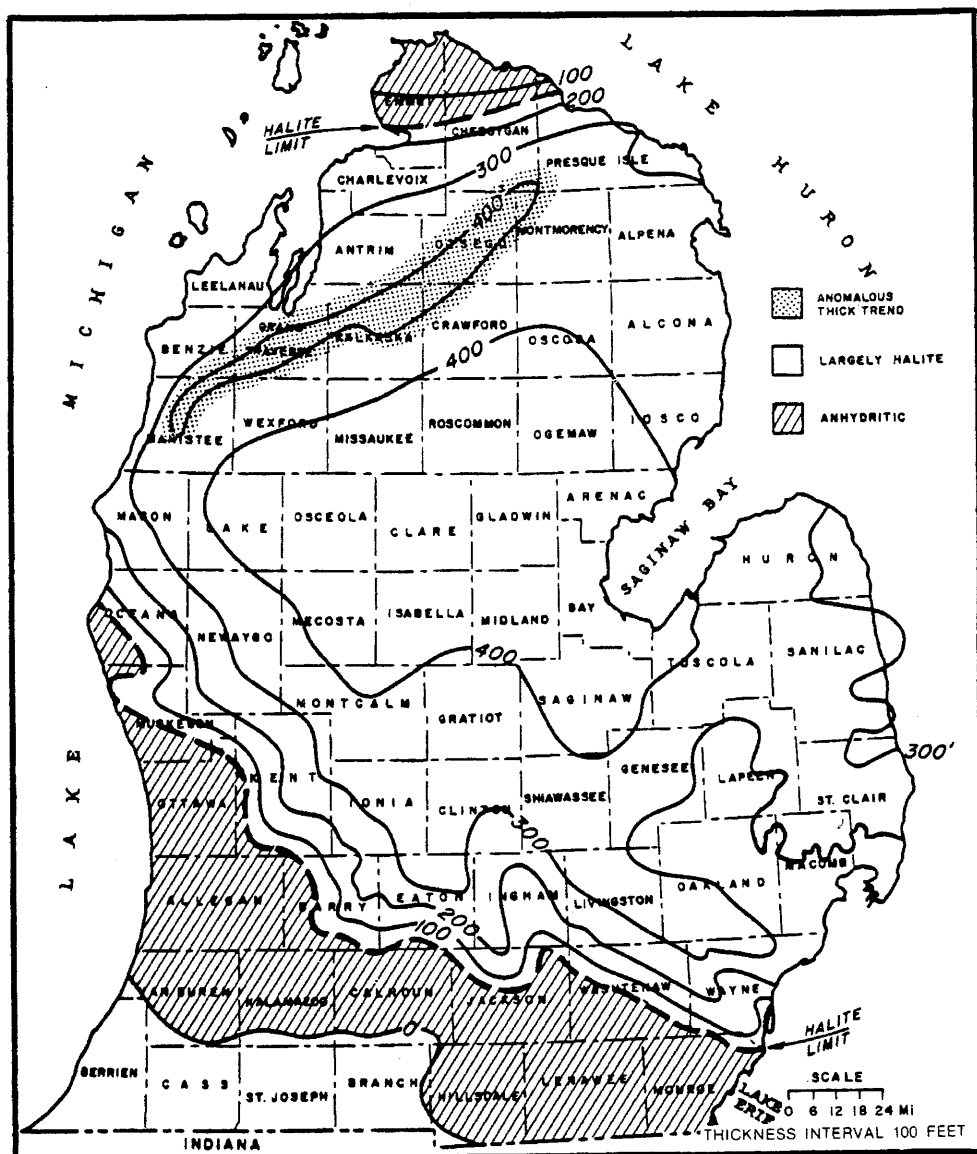 LAKE HURON
100
EMMET
200
HALITE
LIMIT
CHEBOYGAN
300
PRESQUE ISLE
CHARLEVOIX
400
OTSEGO
MONTMORENCY
ALPENA
ANTRIM
LEELANAU
MICHIGAN
ANOMALOUS
THICK TREND
GRAND
TRAVERSE
KALKASKA
CRAWFORD
OSCODA
ALCONA
BENZIE
400
LARGELY HALITE
MANISTEE
WEXFORD
MISSAUKEE
ROSCOMMON
OGEMAW
IOSCO
ANHYDRITIC
MASON
LAKE
OSCEOLA
CLARE
GLADWIN
ARENAC
SAGINAW BAY
HURON
OCEANA
NEWAYGO
MECOSTA
ISABELLA
MIDLAND
BAY
400
TUSCOLA
SANILAC
MONTCALM
GRATIOT
SAGINAW
MUSKEGON
LAKE
KENT
GENESEE
LAPEER
300'
OTTAWA
IONIA
CLINTON
SHIAWASSEE
ST. CLAIR
300
MACOMB
ALLEGAN
BARRY
EATON
INGHAM
LIVINGSTON
OAKLAND
200
100
VAN BUREN
KALAMAZOO
CALHOUN
JACKSON
WASHTENAW
WAYNE
0
HALITE
LIMIT
BERRIEN
CASS
ST. JOSEPH
BRANCH
HILLSDALE
LENAWEE
MONROE
LAKE
ERIE
SCALE
0 6 12 18 24 Mi
INDIANA
THICKNESS INTERVAL 100 FEET